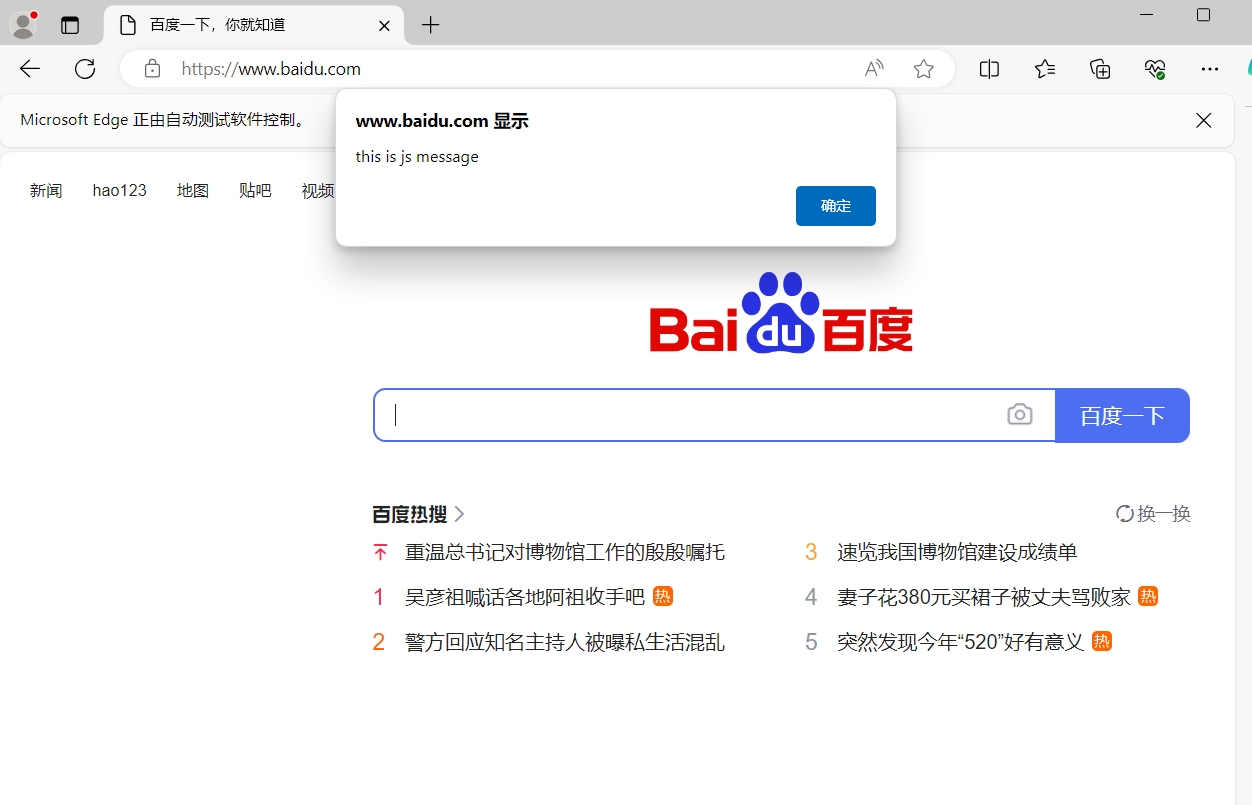 百度一下，你就知道
https://www.baidu.com
Microsoft Edge 正由自动测试软件控制。
www.baidu.com 显示
this is js message
确定
新闻 hao123 地图 贴吧 视频
Bai du 百度
百度一下
百度热搜
换一换
重温总书记对博物馆工作的殷殷嘱托
1 吴彦祖喊话各地阿祖收手吧 热
2 警方回应知名主持人被曝私生活混乱
3 速览我国博物馆建设成绩单
4 妻子花380元买裙子被丈夫骂败家 热
5 突然发现今年“520”好有意义 热